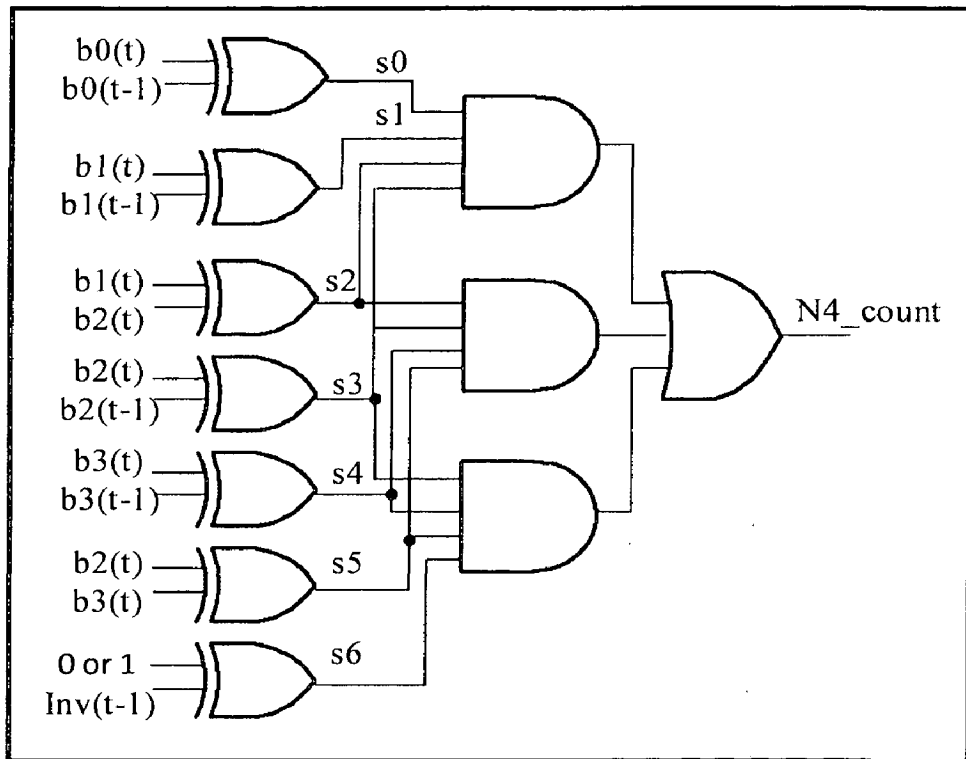 b0(t)
b0(t-1)
s0
s1
b1(t)
b1(t-1)
b1(t)
b2(t)
s2
N4_count
b2(t)
b2(t-1)
s3
b3(t)
b3(t-1)
s4
b2(t)
b3(t)
s5
0 or 1
Inv(t-1)
s6